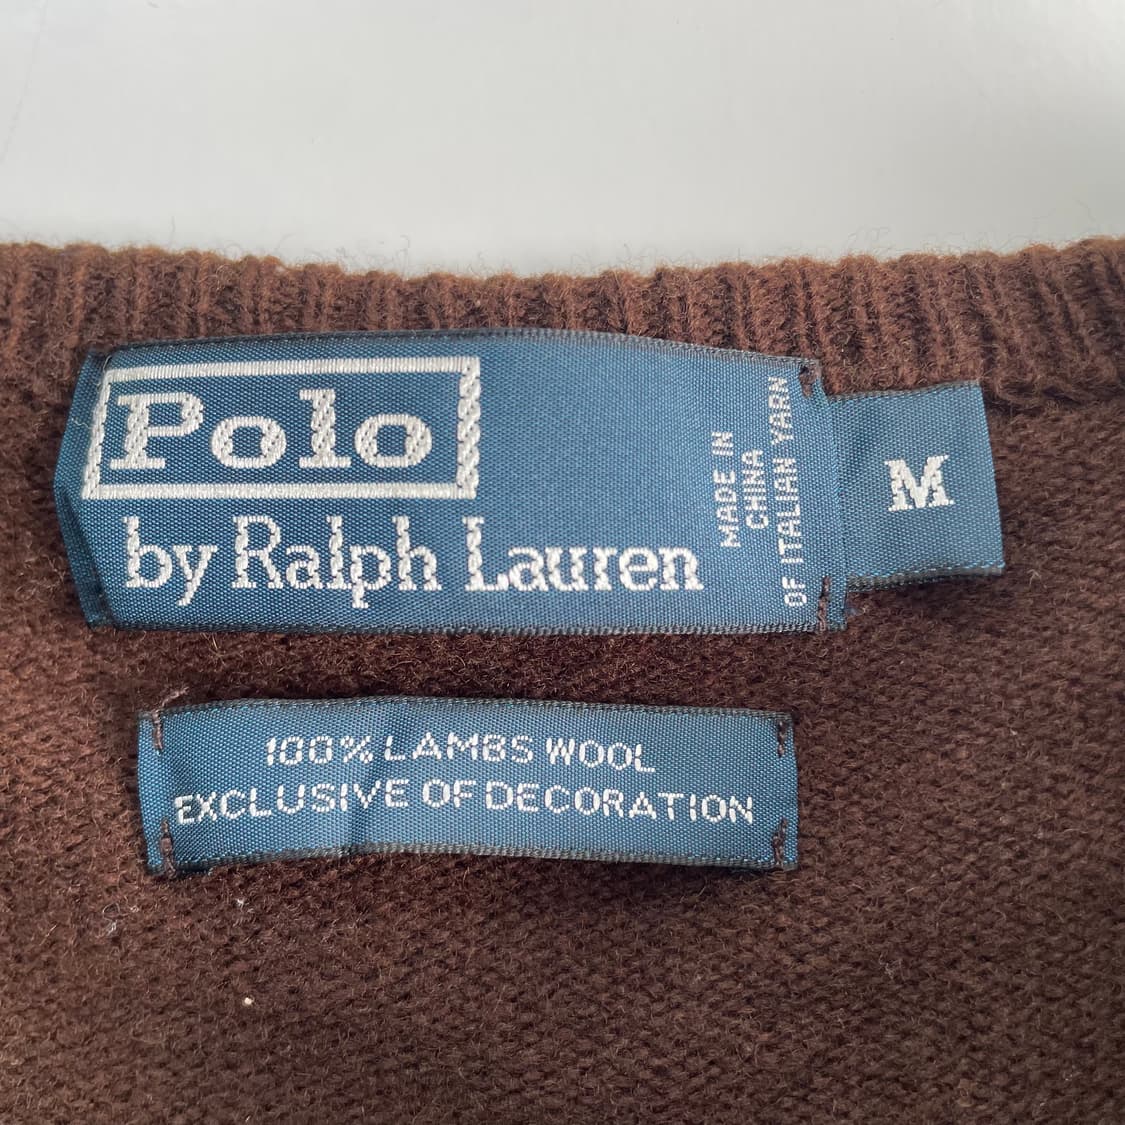 Polo
by Ralph Lauren
MADE IN
CHINA
OF ITALIAN YARN
M
100% LAMBS WOOL
EXCLUSIVE OF DECORATION